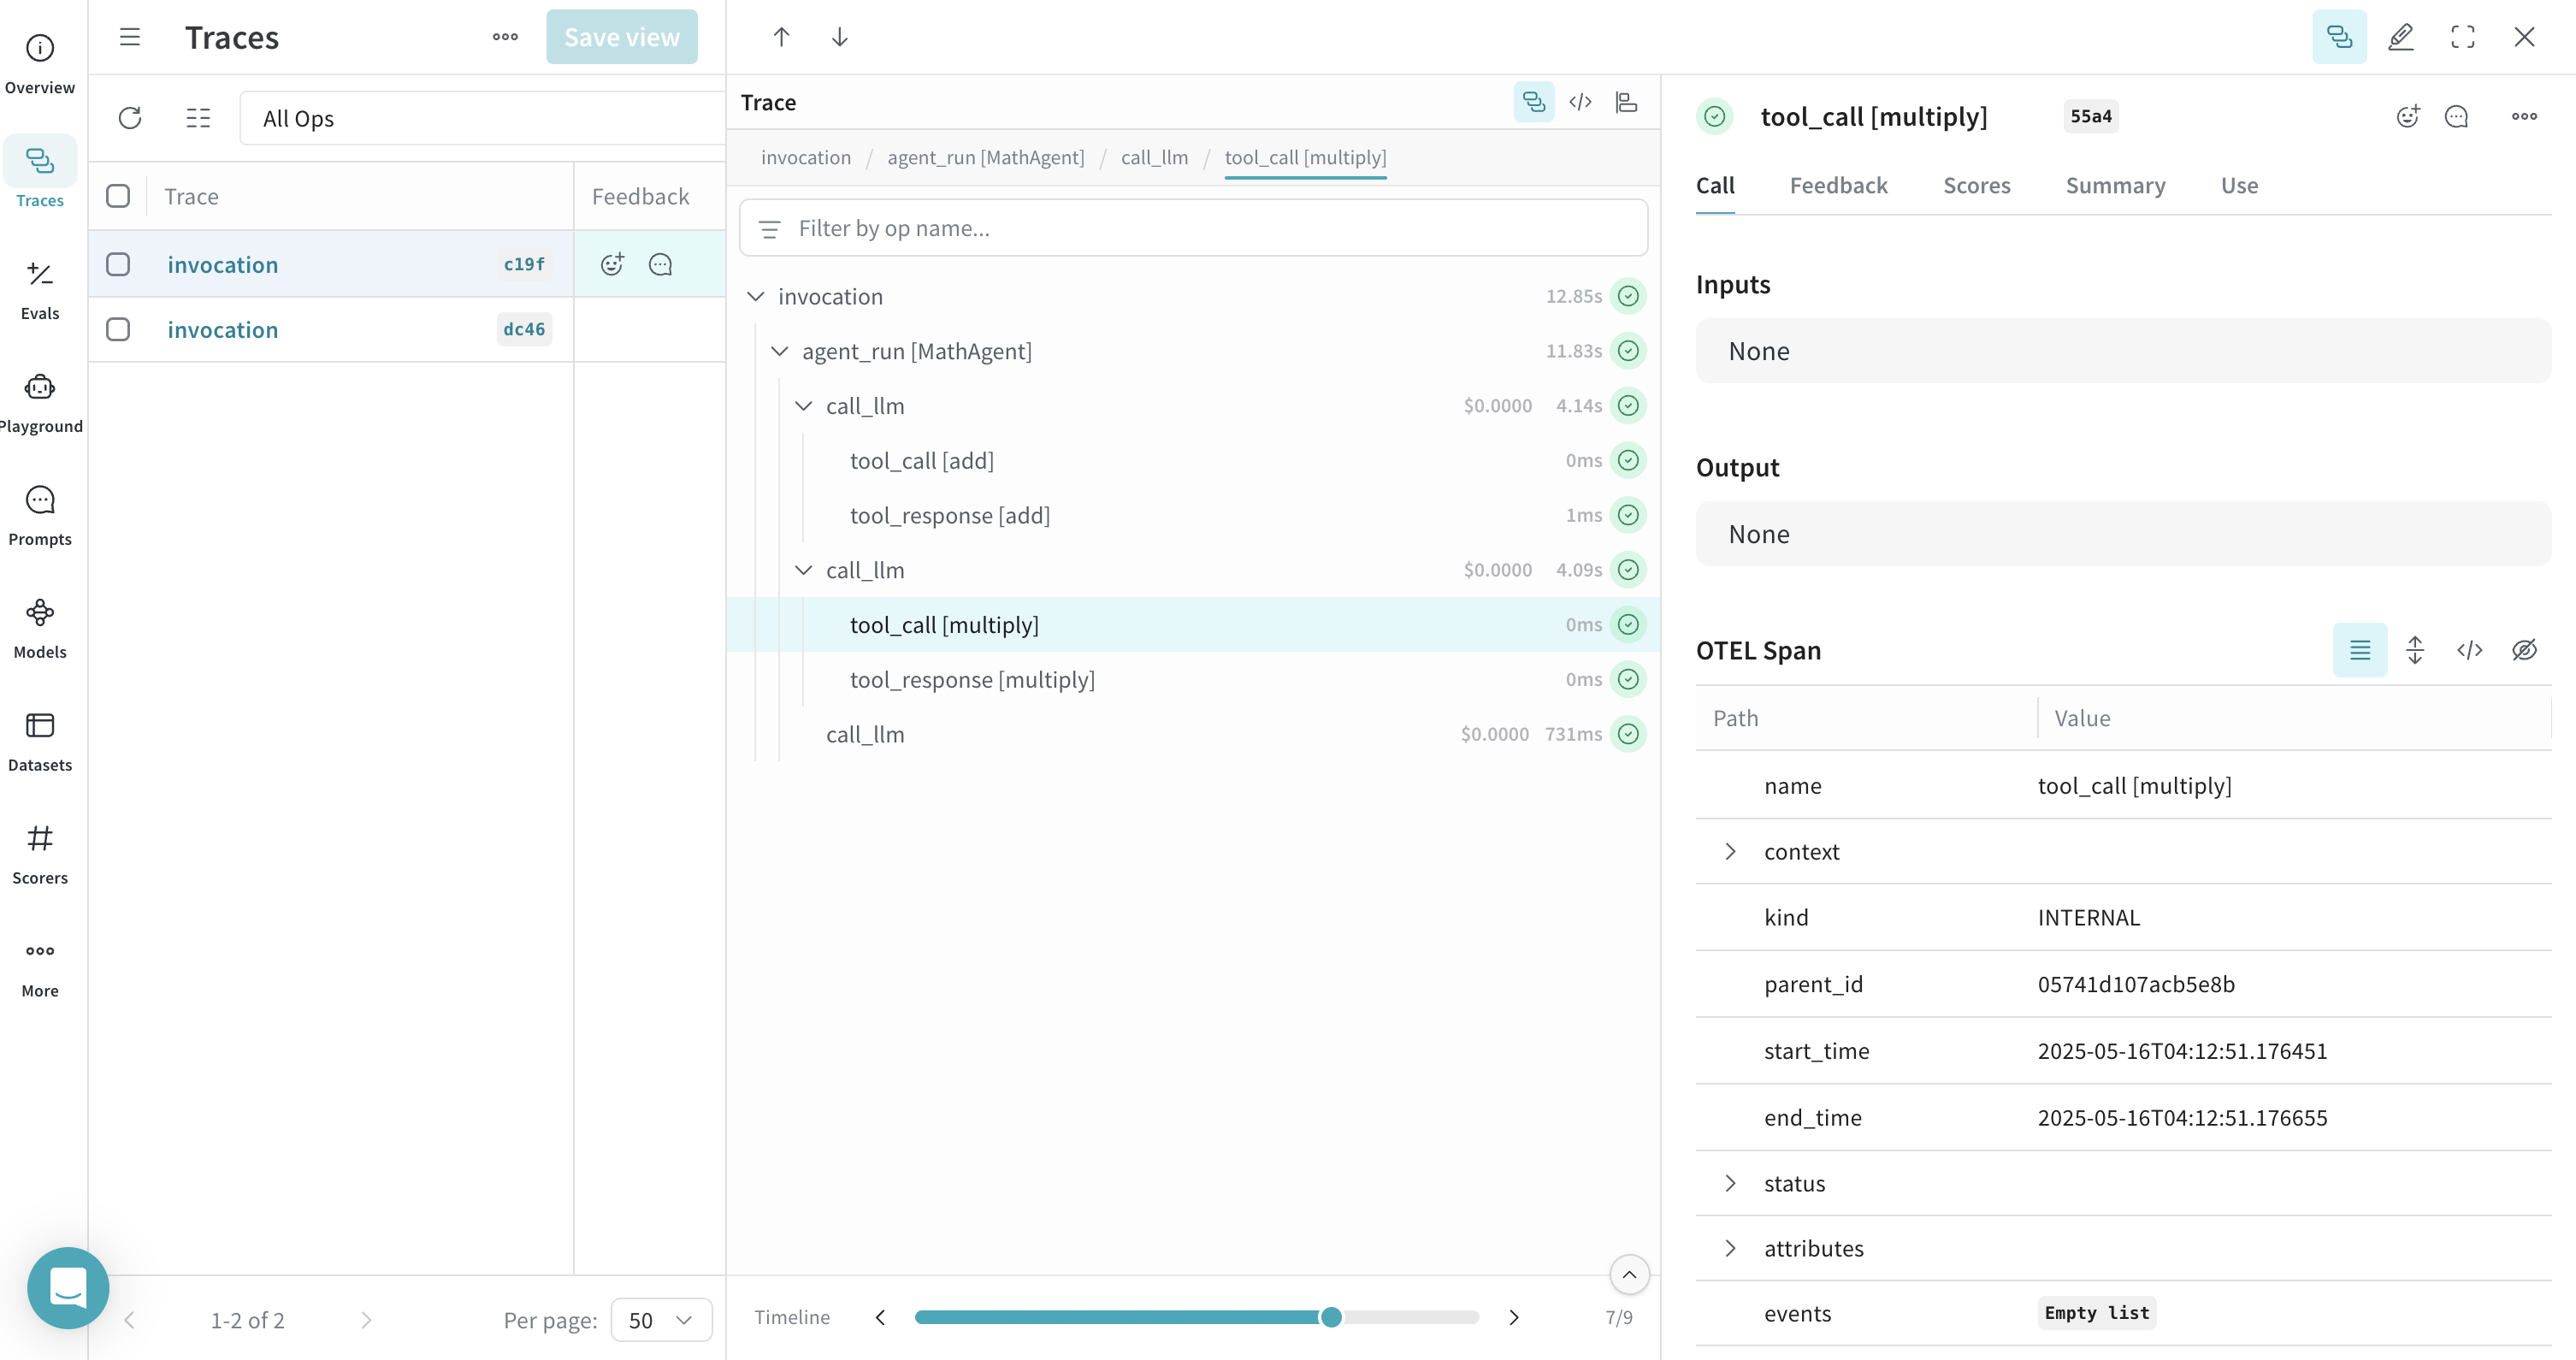 Overview
Traces
Evals
Playground
Prompts
Models
Datasets
Scorers
More
Traces
Save view
All Ops
Trace Feedback
invocation c19f
invocation dc46
1-2 of 2 Per page: 50
Trace
invocation / agent_run [MathAgent] / call_llm / tool_call [multiply]
Filter by op name...
invocation 12.85s
agent_run [MathAgent] 11.83s
call_llm $0.0000 4.14s
tool_call [add] 0ms
tool_response [add] 1ms
call_llm $0.0000 4.09s
tool_call [multiply] 0ms
tool_response [multiply] 0ms
call_llm $0.0000 731ms
Timeline 7/9
tool_call [multiply] 55a4
Call Feedback Scores Summary Use
Inputs
None
Output
None
OTEL Span
Path Value
name tool_call [multiply]
context
kind INTERNAL
parent_id 05741d107acb5e8b
start_time 2025-05-16T04:12:51.176451
end_time 2025-05-16T04:12:51.176655
status
attributes
events Empty list